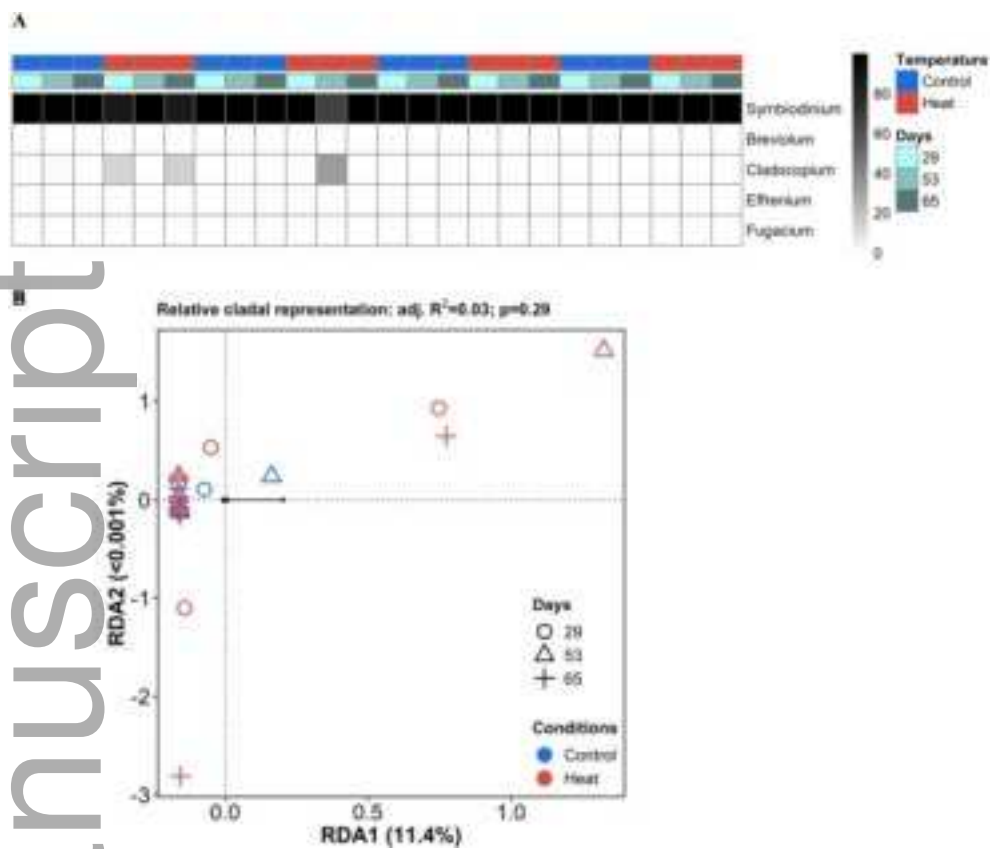 A
Temperature
Control
Heat
Days
29
53
65
80
60
40
20
0
Symbiodinium
Breviolum
Cladocopium
Effrenium
Fugacium
B
Relative cladal representation: adj. R²=0.03; p=0.29
RDA2 (<0.001%)
1
0
-1
-2
-3
0.0 0.5 1.0
RDA1 (11.4%)
Days
29
53
65
Conditions
Control
Heat
nuscript